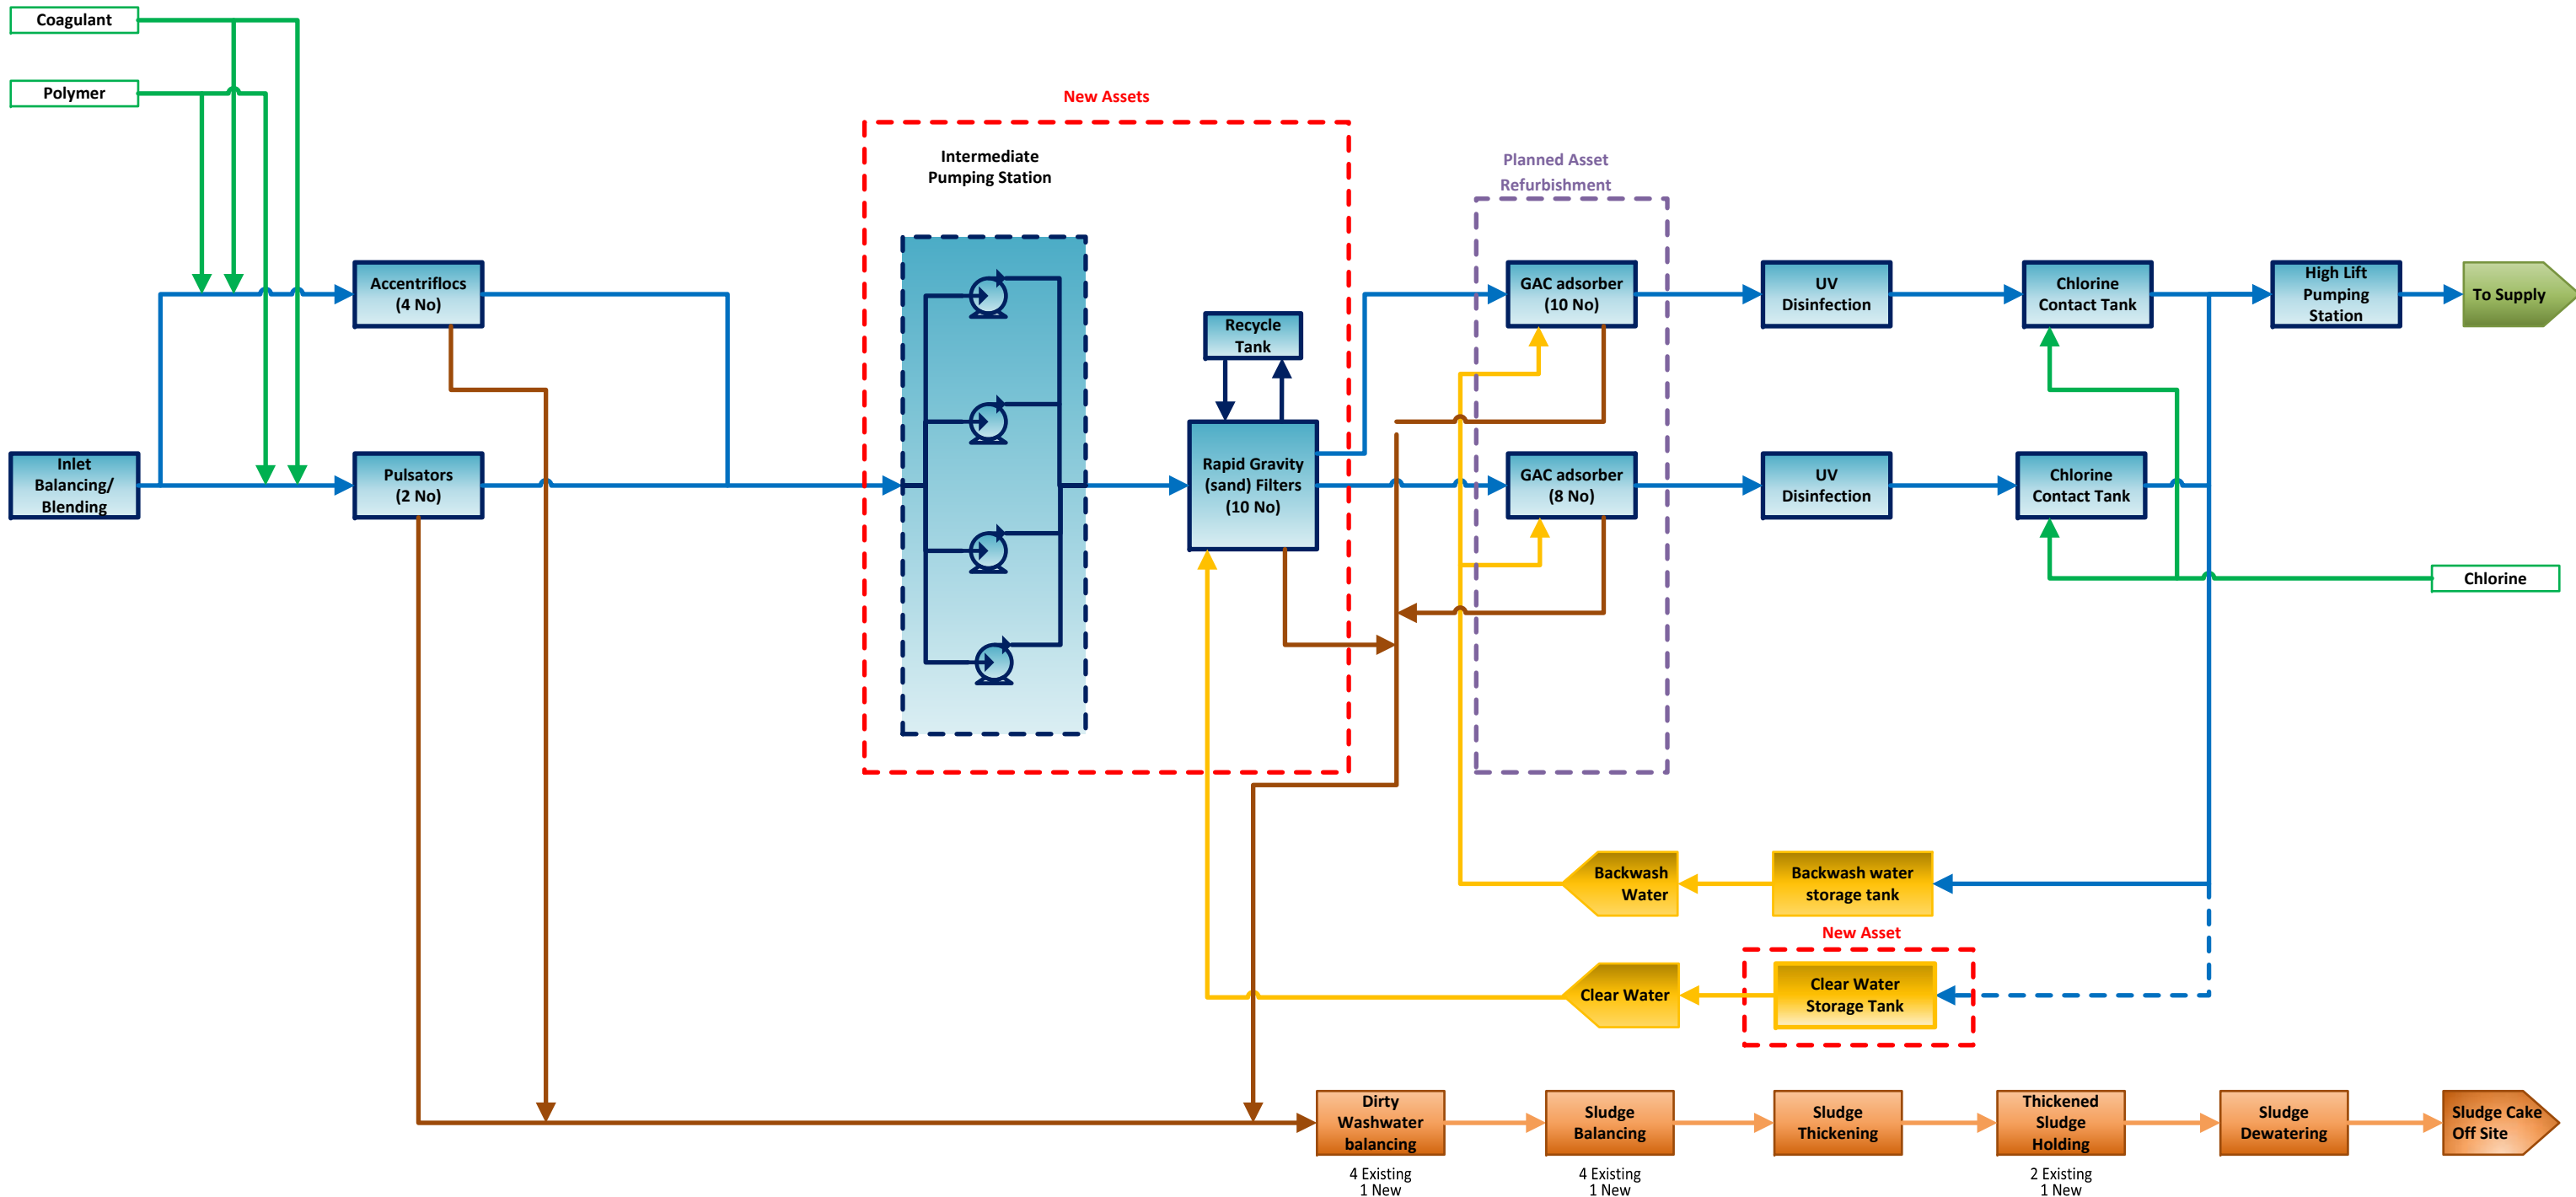 Coagulant
Polymer
New Assets
Intermediate
Pumping Station
Planned Asset
Refurbishment
Accentriflocs
(4 No)
GAC adsorber
(10 No)
UV
Disinfection
Chlorine
Contact Tank
High Lift
Pumping
Station
To Supply
Recycle
Tank
Inlet
Balancing/
Blending
Pulsators
(2 No)
Rapid Gravity
(sand) Filters
(10 No)
GAC adsorber
(8 No)
UV
Disinfection
Chlorine
Contact Tank
Chlorine
Backwash
Water
Backwash water
storage tank
New Asset
Clear Water
Clear Water
Storage Tank
Dirty
Washwater
balancing
Sludge
Balancing
Sludge
Thickening
Thickened
Sludge
Holding
Sludge
Dewatering
Sludge Cake
Off Site
4 Existing
1 New
4 Existing
1 New
2 Existing
1 New